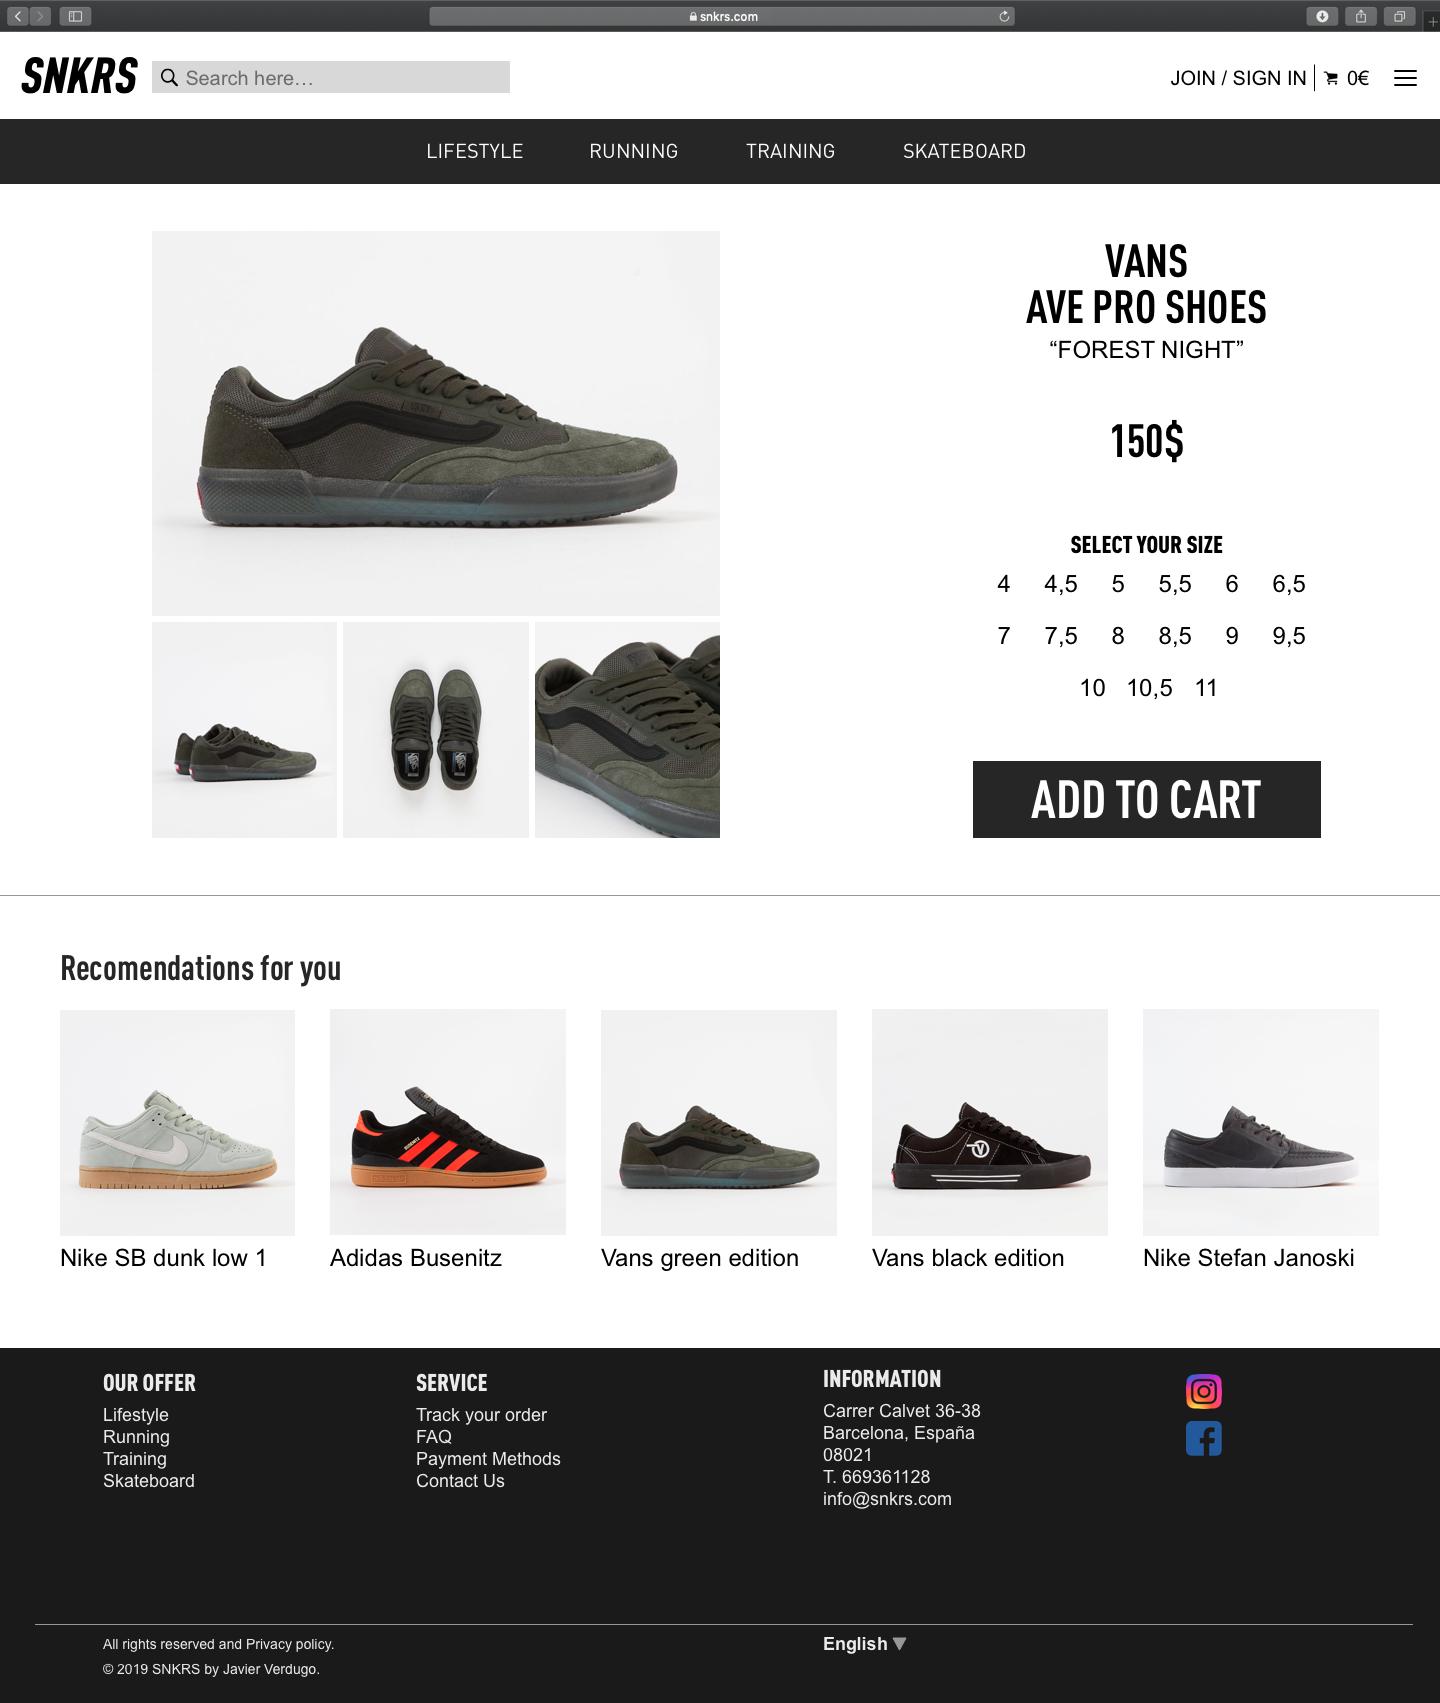 snkrs.com
SNKRS
Search here...
JOIN / SIGN IN
0€
LIFESTYLE RUNNING TRAINING SKATEBOARD
VANS
AVE PRO SHOES
“FOREST NIGHT”
150$
SELECT YOUR SIZE
4 4,5 5 5,5 6 6,5
7 7,5 8 8,5 9 9,5
10 10,5 11
ADD TO CART
Recomendations for you
Nike SB dunk low 1
Adidas Busenitz
Vans green edition
Vans black edition
Nike Stefan Janoski
OUR OFFER
Lifestyle
Running
Training
Skateboard
SERVICE
Track your order
FAQ
Payment Methods
Contact Us
INFORMATION
Carrer Calvet 36-38
Barcelona, España
08021
T. 669361128
info@snkrs.com
All rights reserved and Privacy policy.
© 2019 SNKRS by Javier Verdugo.
English